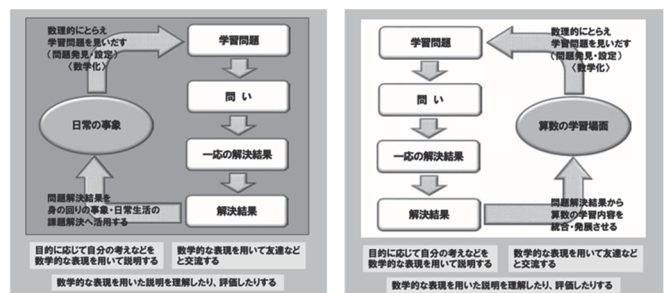 数理的にとらえ
学習問題を見いだす
(問題発見・設定)
〈数学化〉
学習問題
問い
一応の解決結果
解決結果
日常の事象
問題解決結果を
身の回りの事象・日常生活の
課題解決へ活用する
目的に応じて自分の考えなどを
数学的な表現を用いて説明する
数学的な表現を用いて友達など
と交流する
数学的な表現を用いた説明を理解したり、評価したりする
学習問題
問い
一応の解決結果
解決結果
数理的にとらえ
学習問題を見いだす
(問題発見・設定)
〈数学化〉
算数の学習場面
問題解決結果から
算数の学習内容を
統合・発展させる
目的に応じて自分の考えなどを
数学的な表現を用いて説明する
数学的な表現を用いて友達など
と交流する
数学的な表現を用いた説明を理解したり、評価したりする